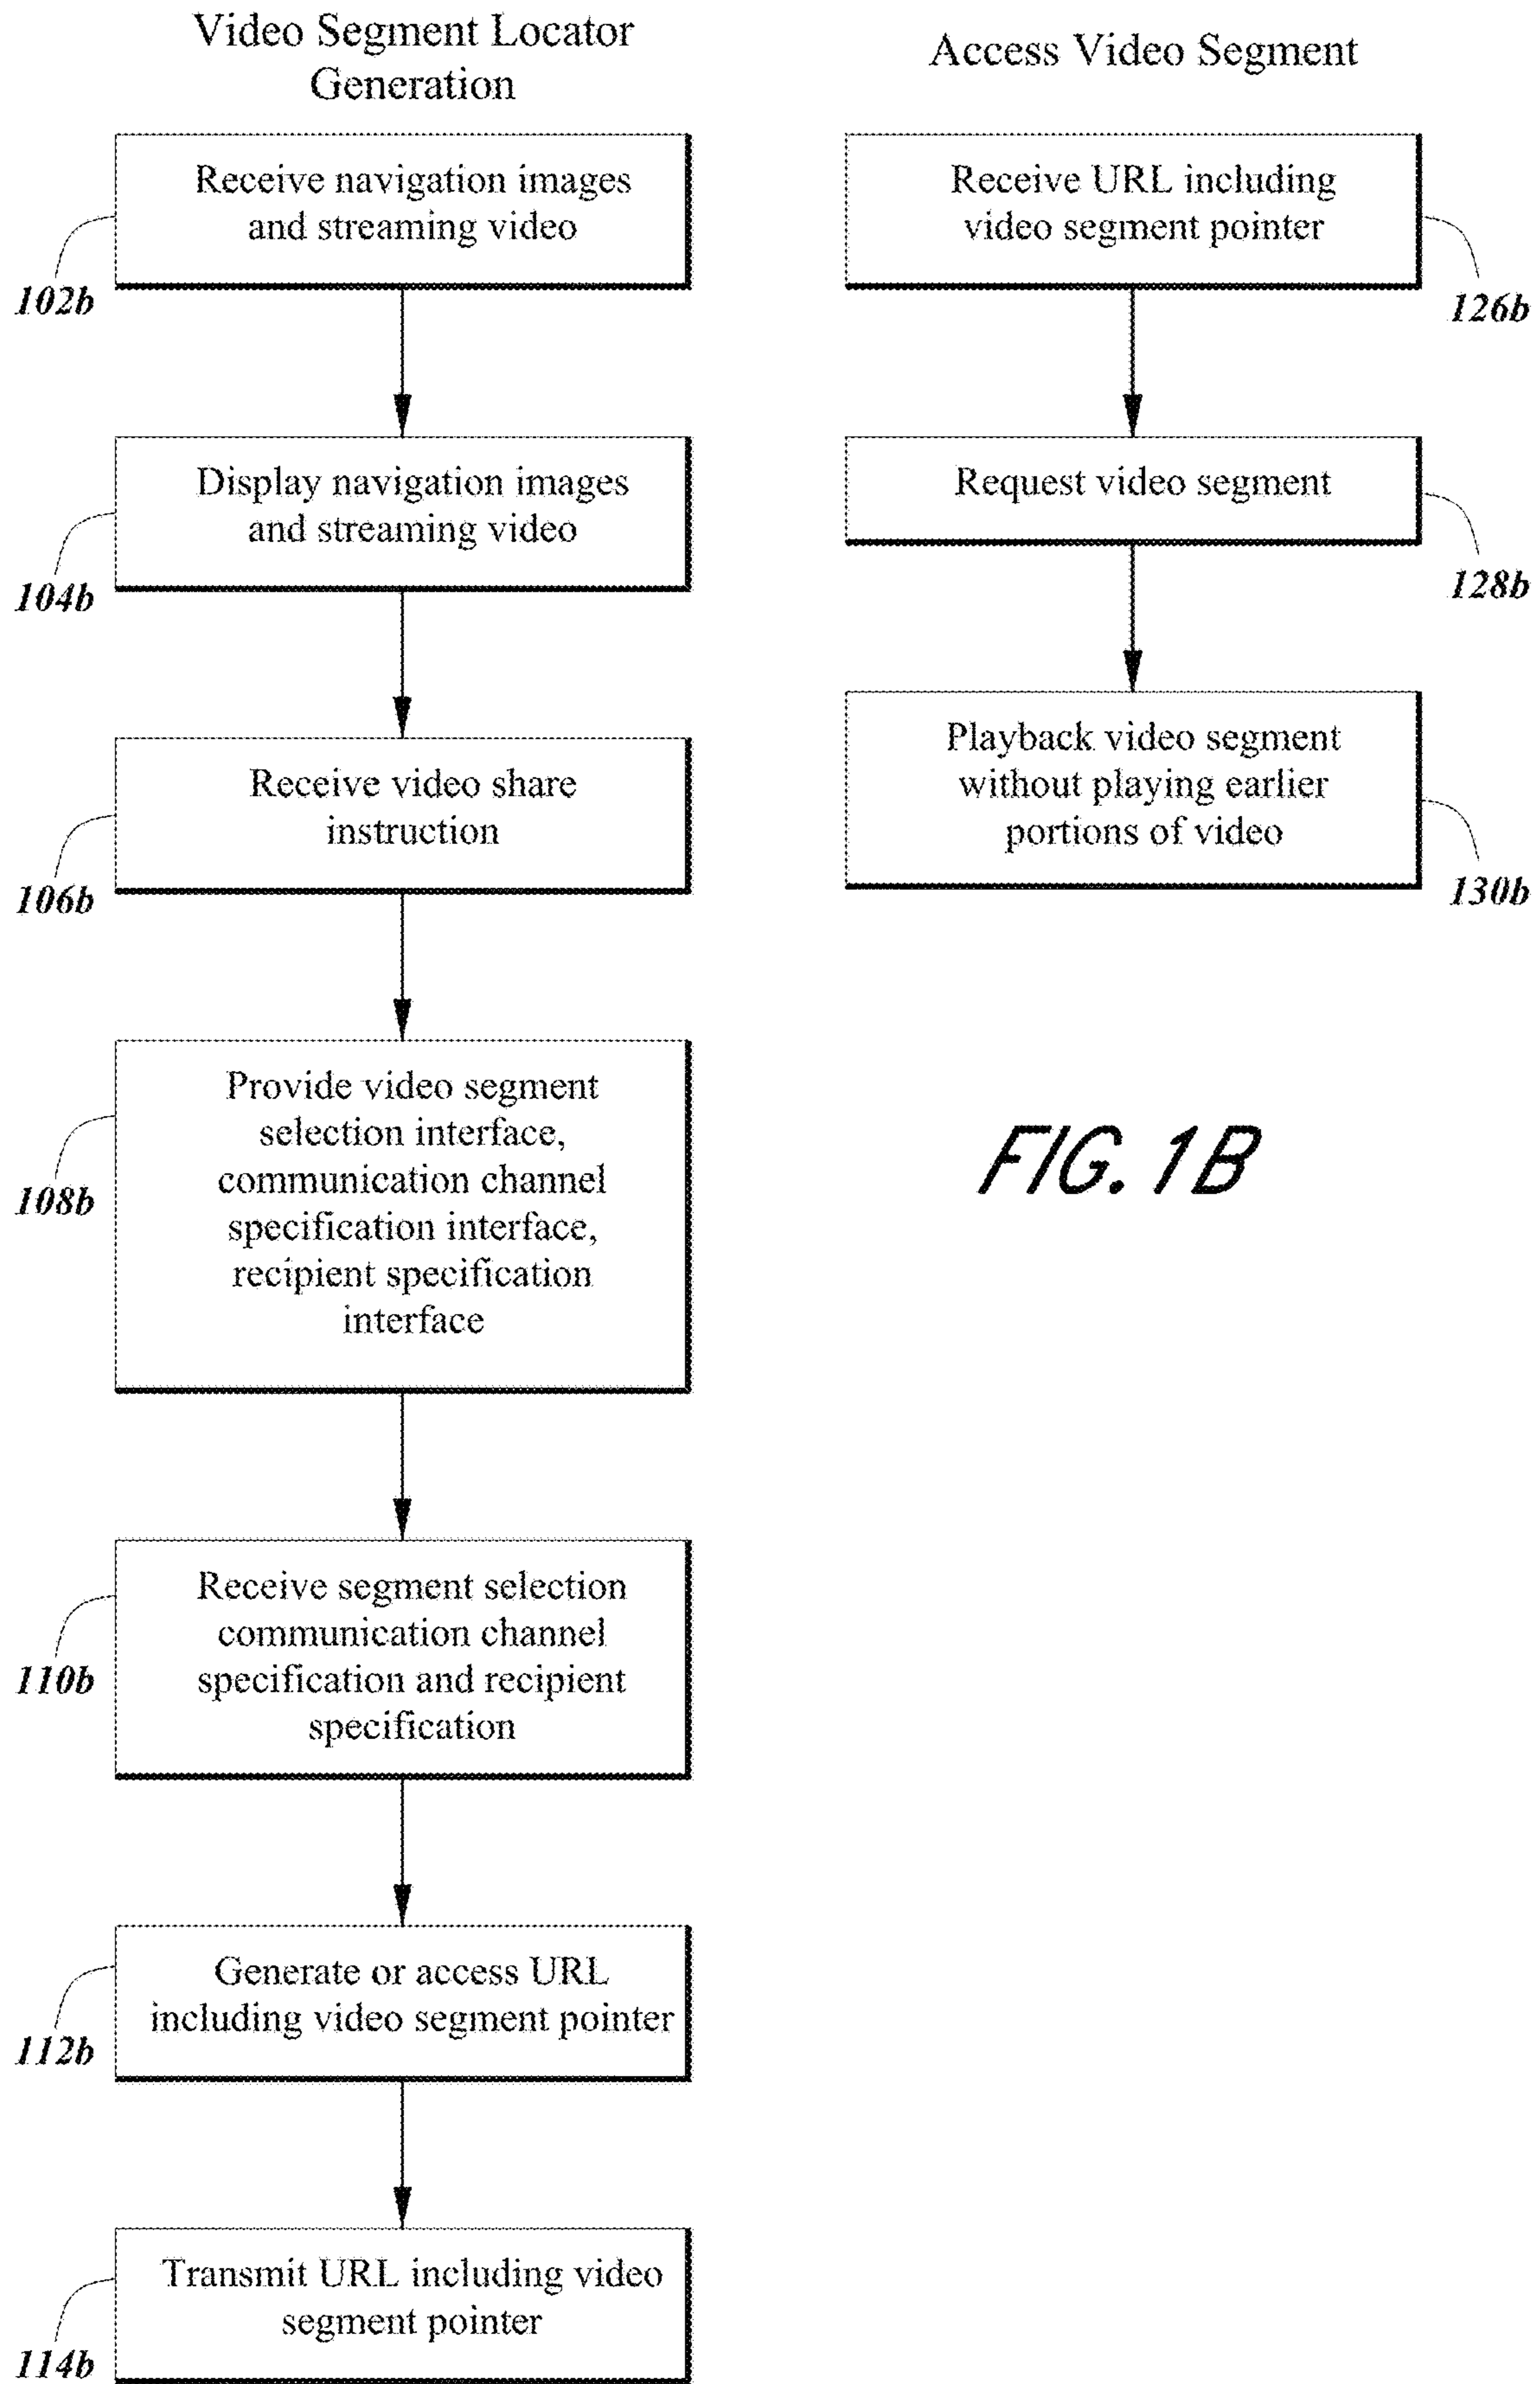 Video Segment Locator
Generation
Receive navigation images
and streaming video
102b
Display navigation images
and streaming video
104b
Receive video share
instruction
106b
Provide video segment
selection interface,
communication channel
specification interface,
recipient specification
interface
108b
Receive segment selection
communication channel
specification and recipient
specification
110b
Generate or access URL
including video segment pointer
112b
Transmit URL including video
segment pointer
114b
Access Video Segment
Receive URL including
video segment pointer
126b
Request video segment
128b
Playback video segment
without playing earlier
portions of video
130b
FIG. 1B